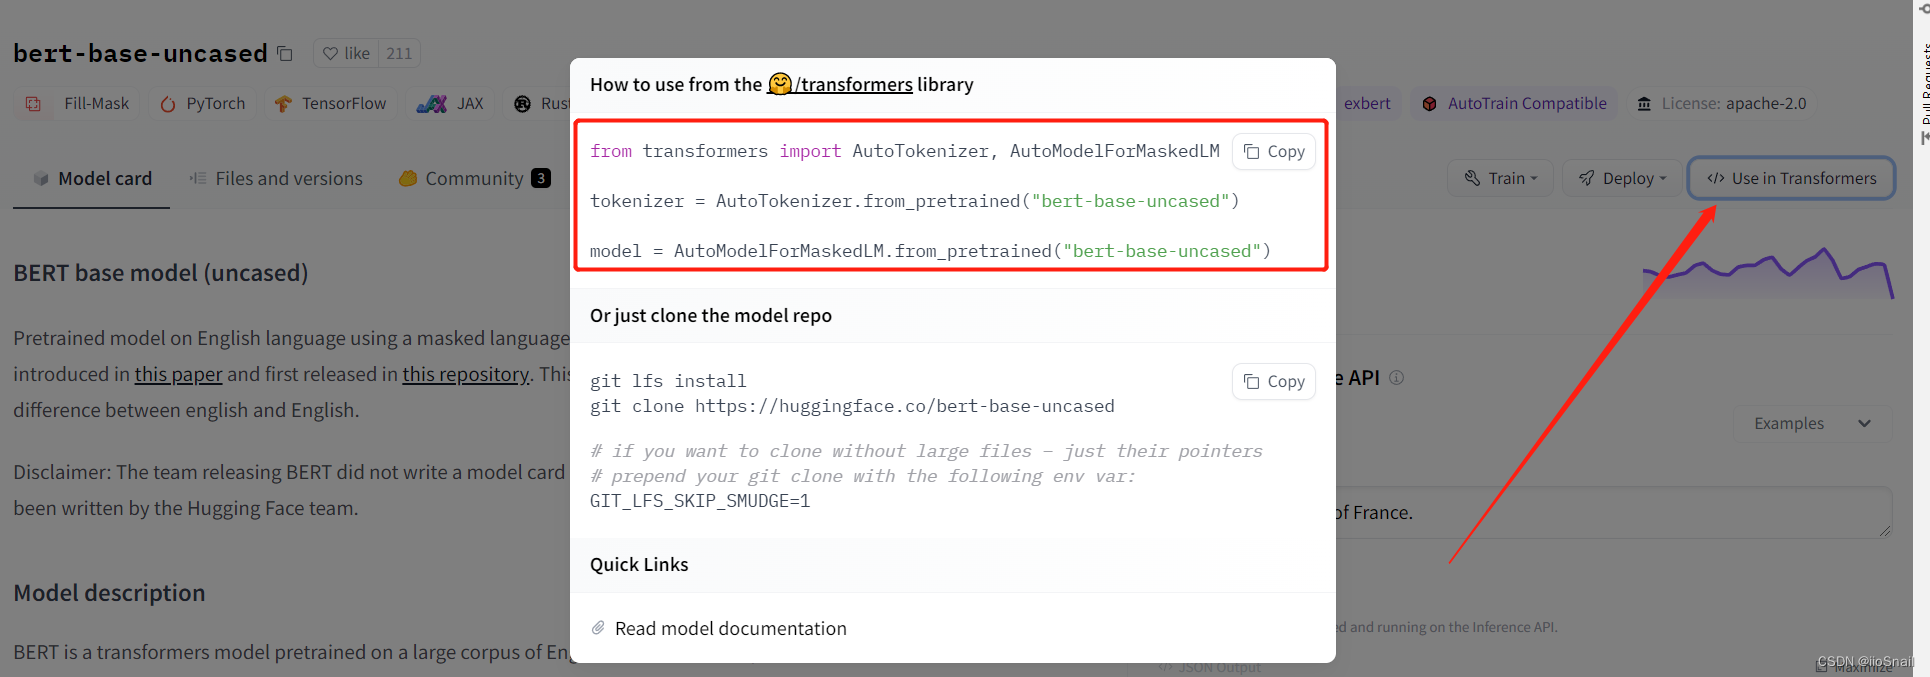 bert-base-uncased like 211
Fill-Mask PyTorch TensorFlow JAX Rust exbert AutoTrain Compatible License: apache-2.0
Model card Files and versions Community 3 Train Deploy </> Use in Transformers
BERT base model (uncased)
Pretrained model on English language using a masked language
introduced in this paper and first released in this repository. This
difference between english and English.
Disclaimer: The team releasing BERT did not write a model card
been written by the Hugging Face team.
Model description
BERT is a transformers model pretrained on a large corpus of Eng
How to use from the 🤗/transformers library
from transformers import AutoTokenizer, AutoModelForMaskedLM
Copy
tokenizer = AutoTokenizer.from_pretrained("bert-base-uncased")
model = AutoModelForMaskedLM.from_pretrained("bert-base-uncased")
Or just clone the model repo
git lfs install
Copy
git clone https://huggingface.co/bert-base-uncased
# if you want to clone without large files – just their pointers
# prepend your git clone with the following env var:
GIT_LFS_SKIP_SMUDGE=1
Quick Links
Read model documentation
e API
Examples
of France.
ed and running on the Inference API.
</> JSON Output
Maximize
Pull Requests
CSDN @iioSnail